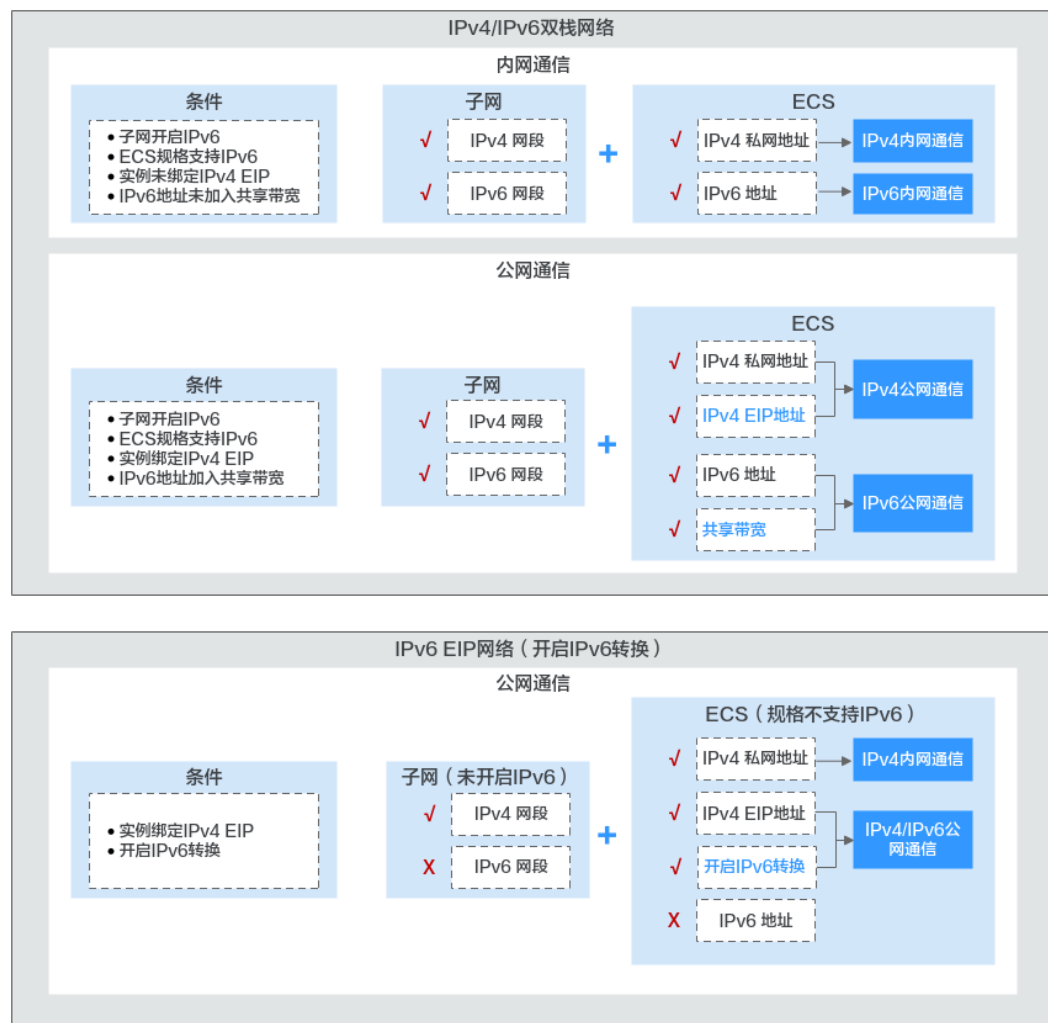 IPv4/IPv6双栈网络
内网通信
条件
• 子网开启IPv6
• ECS规格支持IPv6
• 实例未绑定IPv4 EIP
• IPv6地址未加入共享带宽
子网
√ IPv4 网段
√ IPv6 网段
+
ECS
√ IPv4 私网地址
IPv4内网通信
√ IPv6 地址
IPv6内网通信
公网通信
条件
• 子网开启IPv6
• ECS规格支持IPv6
• 实例绑定IPv4 EIP
• IPv6地址加入共享带宽
子网
√ IPv4 网段
√ IPv6 网段
+
ECS
√ IPv4 私网地址
√ IPv4 EIP地址
IPv4公网通信
√ IPv6 地址
√ 共享带宽
IPv6公网通信
IPv6 EIP网络（开启IPv6转换）
公网通信
条件
• 实例绑定IPv4 EIP
• 开启IPv6转换
子网（未开启IPv6）
√ IPv4 网段
X IPv6 网段
+
ECS（规格不支持IPv6）
√ IPv4 私网地址
IPv4内网通信
√ IPv4 EIP地址
√ 开启IPv6转换
IPv4/IPv6公
网通信
X IPv6 地址